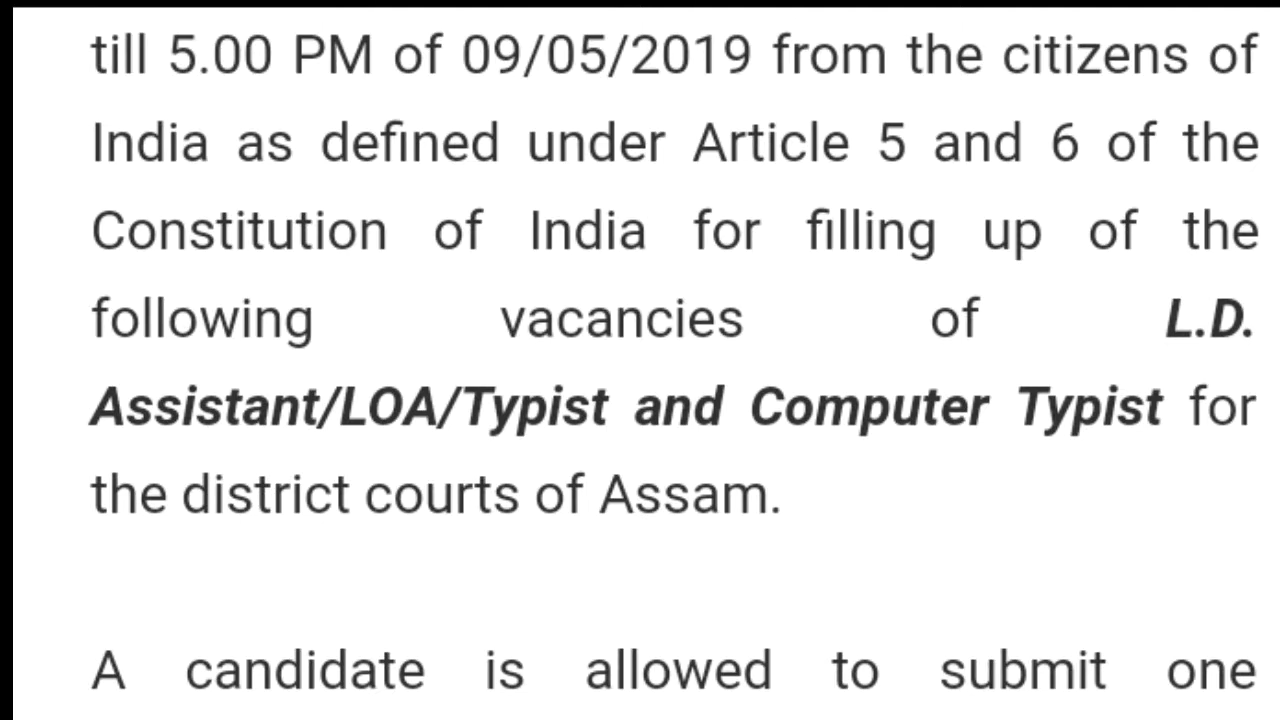 till 5.00 PM of 09/05/2019 from the citizens of
India as defined under Article 5 and 6 of the
Constitution of India for filling up of the
following vacancies of L.D.
Assistant/LOA/Typist and Computer Typist for
the district courts of Assam.
A candidate is allowed to submit one